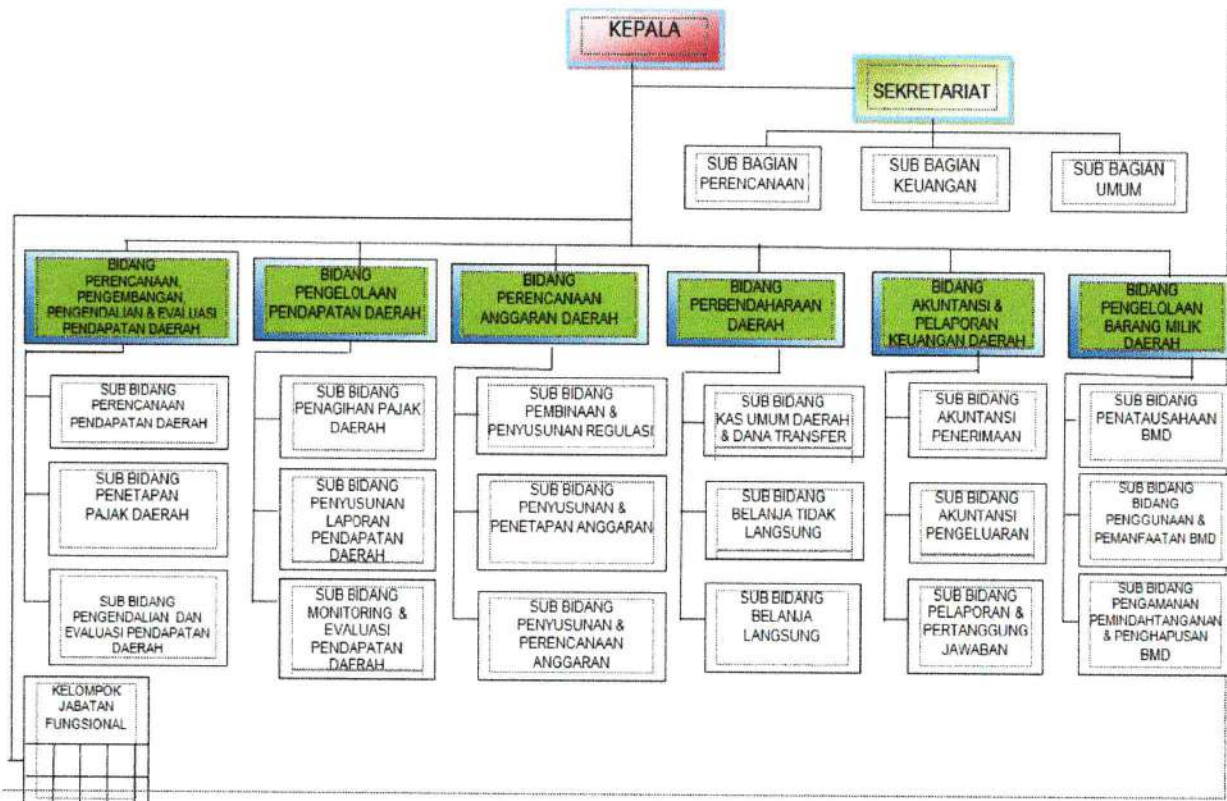 KEPALA
SEKRETARIAT
SUB BAGIAN
PERENCANAAN
SUB BAGIAN
KEUANGAN
SUB BAGIAN
UMUM
BIDANG
PERENCANAAN,
PENGEMBANGAN,
PENGENDALIAN & EVALUASI
PENDAPATAN DAERAH
BIDANG
PENGELOLAAN
PENDAPATAN DAERAH
BIDANG
PERENCANAAN
ANGGARAN DAERAH
BIDANG
PERBENDAHARAAN
DAERAH
BIDANG
AKUNTANSI &
PELAPORAN
KEUANGAN DAERAH
BIDANG
PENGELOLAAN
BARANG MILIK
DAERAH
SUB BIDANG
PERENCANAAN
PENDAPATAN DAERAH
SUB BIDANG
PENAGIHAN PAJAK
DAERAH
SUB BIDANG
PEMBINAAN &
PENYUSUNAN REGULASI
SUB BIDANG
KAS UMUM DAERAH
& DANA TRANSFER
SUB BIDANG
AKUNTANSI
PENERIMAAN
SUB BIDANG
PENATAUSAHAAN
BMD
SUB BIDANG
PENETAPAN
PAJAK DAERAH
SUB BIDANG
PENYUSUNAN
LAPORAN
PENDAPATAN
DAERAH
SUB BIDANG
PENYUSUNAN &
PENETAPAN ANGGARAN
SUB BIDANG
BELANJA TIDAK
LANGSUNG
SUB BIDANG
AKUNTANSI
PENGELUARAN
SUB BIDANG
BIDANG
PENGGUNAAN &
PEMANFAATAN BMD
SUB BIDANG
PENGENDALIAN DAN
EVALUASI PENDAPATAN
DAERAH
SUB BIDANG
MONITORING &
EVALUASI
PENDAPATAN
DAERAH
SUB BIDANG
PENYUSUNAN &
PERENCANAAN
ANGGARAN
SUB BIDANG
BELANJA
LANGSUNG
SUB BIDANG
PELAPORAN &
PERTANGGUNG
JAWABAN
SUB BIDANG
PENGAMANAN
PEMINDAHTANGANAN
& PENGHAPUSAN
BMD
KELOMPOK
JABATAN
FUNGSIONAL